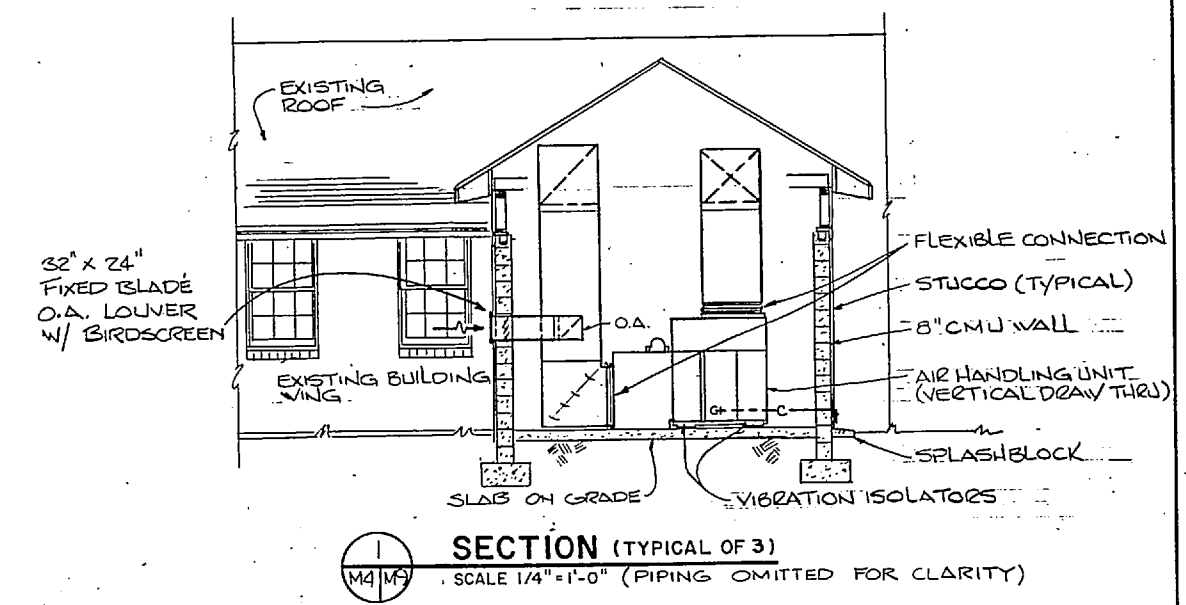 EXISTING
ROOF
32" x 24"
FIXED BLADE
O.A. LOUVER
W/ BIRDSCREEN
O.A.
EXISTING BUILDING
WING
FLEXIBLE CONNECTION
STUCCO (TYPICAL)
8" CMU WALL
AIR HANDLING UNIT
(VERTICAL DRAW THRU)
C
SPLASHBLOCK
SLAB ON GRADE
VIBRATION ISOLATORS
1
M4 M9
SECTION (TYPICAL OF 3)
SCALE 1/4"=1'-0" (PIPING OMITTED FOR CLARITY)